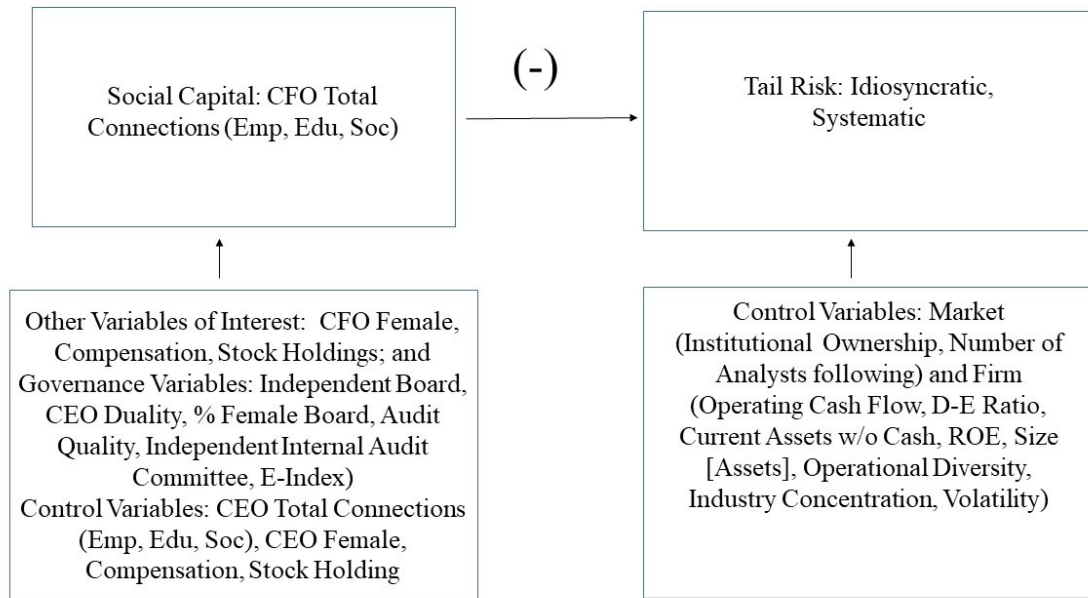 Social Capital: CFO Total
Connections (Emp, Edu, Soc)
(-)
Tail Risk: Idiosyncratic,
Systematic
Other Variables of Interest: CFO Female,
Compensation, Stock Holdings; and
Governance Variables: Independent Board,
CEO Duality, % Female Board, Audit
Quality, Independent Internal Audit
Committee, E-Index)
Control Variables: CEO Total Connections
(Emp, Edu, Soc), CEO Female,
Compensation, Stock Holding
Control Variables: Market
(Institutional Ownership, Number of
Analysts following) and Firm
(Operating Cash Flow, D-E Ratio,
Current Assets w/o Cash, ROE, Size
[Assets], Operational Diversity,
Industry Concentration, Volatility)